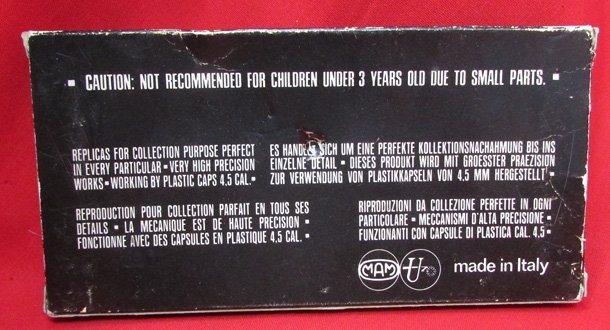 ▪ CAUTION: NOT RECOMMENDED FOR CHILDREN UNDER 3 YEARS OLD DUE TO SMALL PARTS. ▪
REPLICAS FOR COLLECTION PURPOSE PERFECT
IN EVERY PARTICULAR ▪ VERY HIGH PRECISION
WORKS ▪ WORKING BY PLASTIC CAPS 4.5 CAL. ▪
ES HANDELT SICH UM EINE PERFEKTE KOLLEKTIONSNACHAHMUNG BIS INS
EINZELNE DETAIL ▪ DIESES PRODUKT WIRD MIT GROESSTER PRAEZISION
ZUR VERWENDUNG VON PLASTIKKAPSELN VON 4,5 MM HERGESTELLT ▪
REPRODUCTION POUR COLLECTION PARFAIT EN TOUS SES
DETAILS ▪ LA MECANIQUE EST DE HAUTE PRECISION ▪
FONCTIONNE AVEC DES CAPSULES EN PLASTIQUE 4,5 CAL. ▪
RIPRODUZIONI DA COLLEZIONE PERFETTE IN OGNI
PARTICOLARE ▪ MECCANISMI D'ALTA PRECISIONE ▪
FUNZIONANTI CON CAPSULE DI PLASTICA CAL. 4,5 ▪
MAM
made in Italy